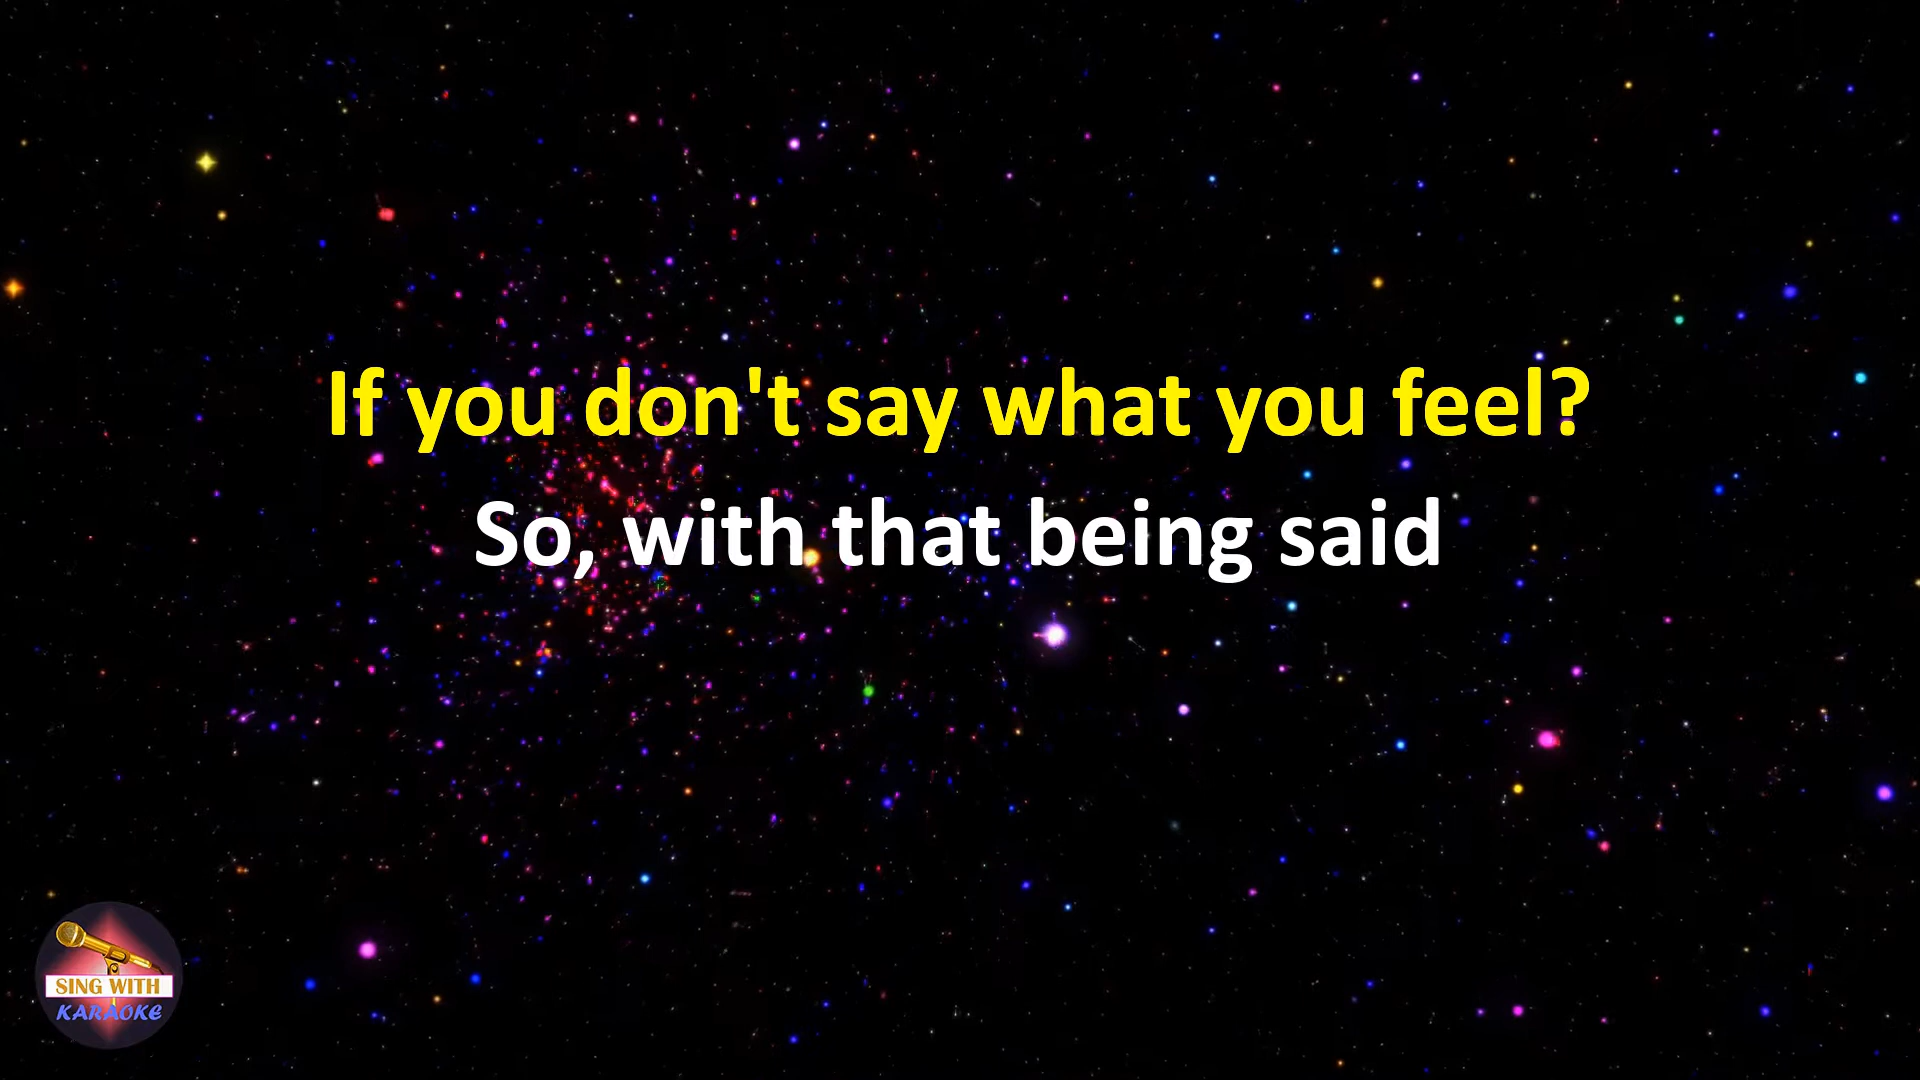 If you don't say what you feel?
So, with that being said
SING WITH
KARAOKE